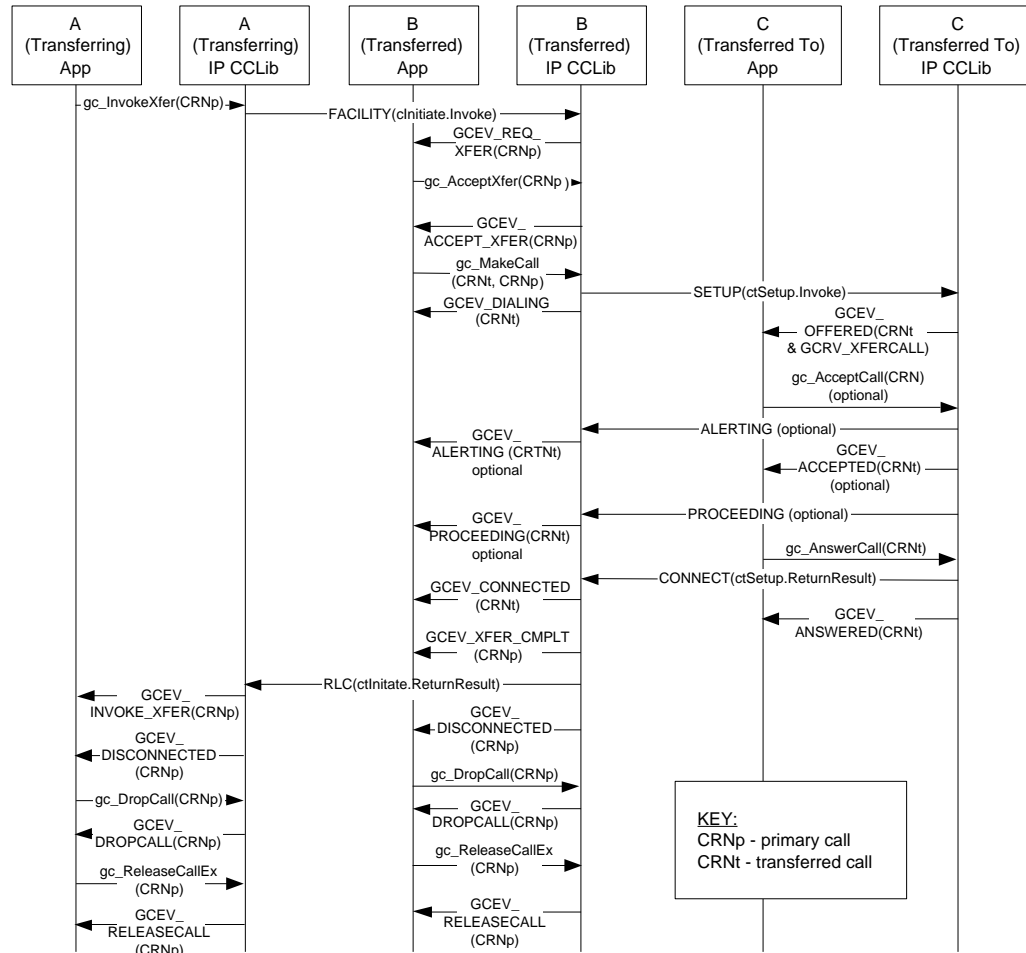 A
(Transferring)
App
A
(Transferring)
IP CCLib
B
(Transferred)
App
B
(Transferred)
IP CCLib
C
(Transferred To)
App
C
(Transferred To)
IP CCLib
gc_InvokeXfer(CRNp)
FACILITY(cInitiate.Invoke)
GCEV_REQ_
XFER(CRNp)
gc_AcceptXfer(CRNp )
GCEV_
ACCEPT_XFER(CRNp)
gc_MakeCall
(CRNt, CRNp)
SETUP(ctSetup.Invoke)
GCEV_DIALING
(CRNt)
GCEV_
OFFERED(CRNt
& GCRV_XFERCALL)
gc_AcceptCall(CRN)
(optional)
ALERTING (optional)
GCEV_
ALERTING (CRTNt)
optional
GCEV_
ACCEPTED(CRNt)
(optional)
PROCEEDING (optional)
GCEV_
PROCEEDING(CRNt)
optional
gc_AnswerCall(CRNt)
CONNECT(ctSetup.ReturnResult)
GCEV_CONNECTED
(CRNt)
GCEV_
ANSWERED(CRNt)
GCEV_XFER_CMPLT
(CRNp)
RLC(ctInitate.ReturnResult)
GCEV_
INVOKE_XFER(CRNp)
GCEV_
DISCONNECTED
(CRNp)
GCEV_
DISCONNECTED
(CRNp)
gc_DropCall(CRNp)
gc_DropCall(CRNp)
GCEV_
DROPCALL(CRNp)
GCEV_
DROPCALL(CRNp)
gc_ReleaseCallEx
(CRNp)
gc_ReleaseCallEx
(CRNp)
GCEV_
RELEASECALL
(CRNp)
GCEV_
RELEASECALL
(CRNp)
KEY:
CRNp - primary call
CRNt - transferred call